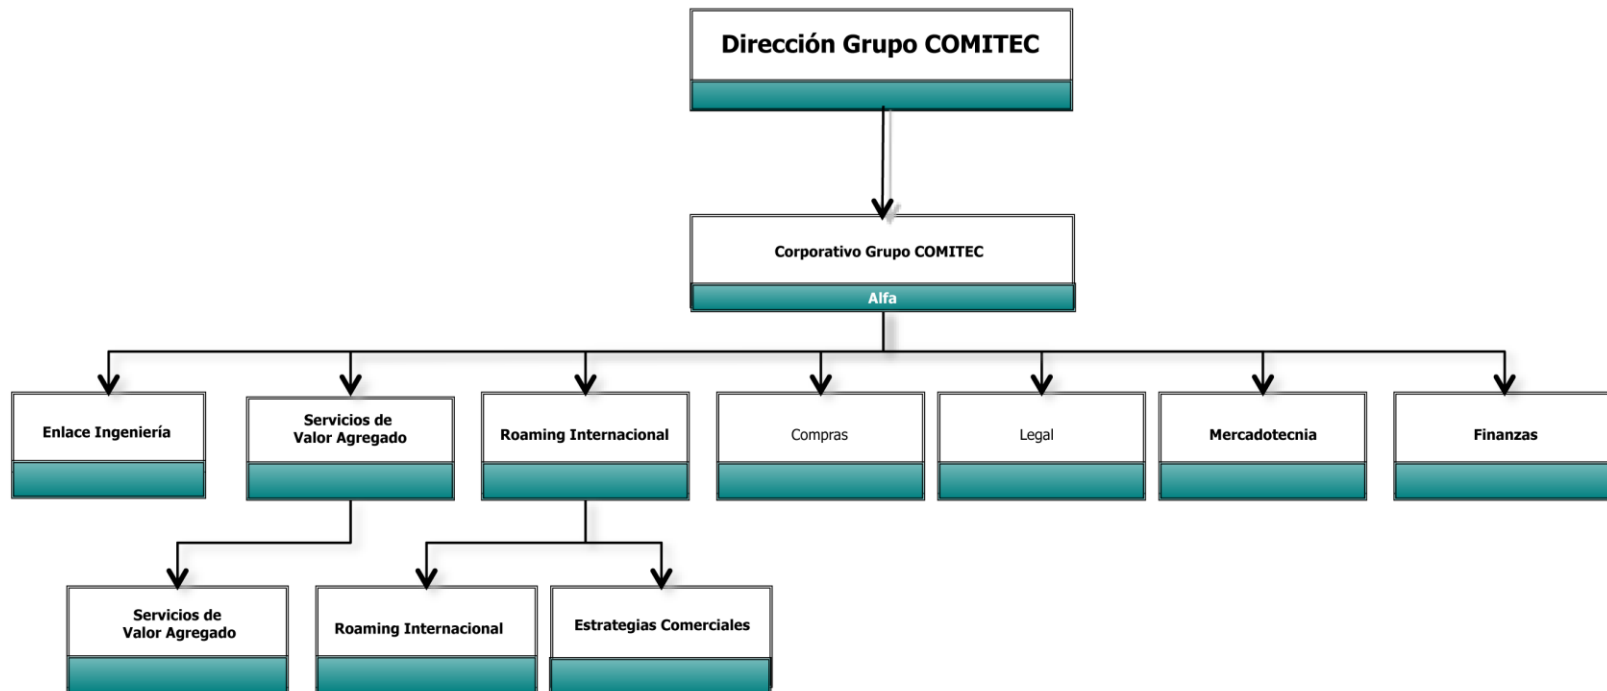 Dirección Grupo COMITEC
Corporativo Grupo COMITEC
Alfa
Enlace Ingeniería
Servicios de
Valor Agregado
Roaming Internacional
Compras
Legal
Mercadotecnia
Finanzas
Servicios de
Valor Agregado
Roaming Internacional
Estrategias Comerciales